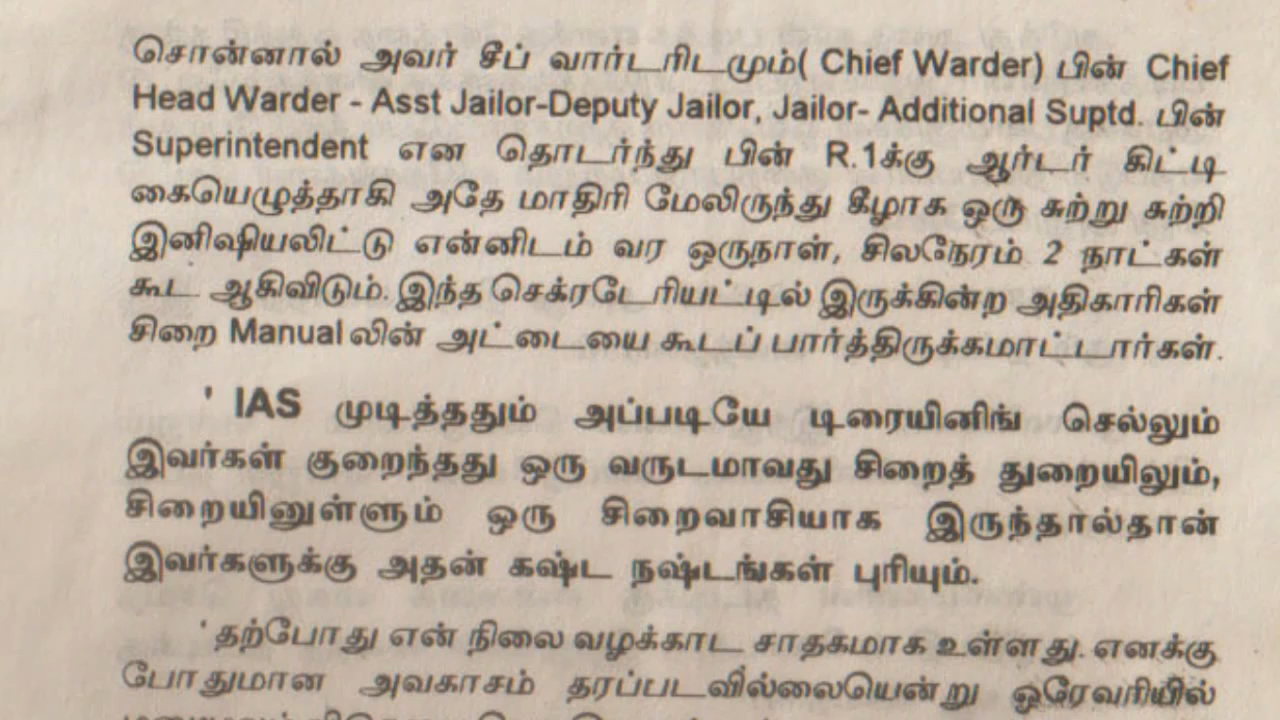 சொன்னால் அவர் சீப் வார்டரிடமும்( Chief Warder) பின் Chief
Head Warder - Asst Jailor-Deputy Jailor, Jailor- Additional Suptd. பின்
Superintendent என தொடர்ந்து பின் R.1க்கு ஆர்டர் கிட்டி
கையெழுத்தாகி அதே மாதிரி மேலிருந்து கீழாக ஒரு சுற்று சுற்றி
இனிஷியலிட்டு என்னிடம் வர ஒருநாள், சிலநேரம் 2 நாட்கள்
கூட ஆகிவிடும். இந்த செக்ரடேரியட்டில் இருக்கின்ற அதிகாரிகள்
சிறை Manual லின் அட்டையை கூடப் பார்த்திருக்கமாட்டார்கள்.
' IAS முடித்ததும் அப்படியே டிரையினிங் செல்லும்
இவர்கள் குறைந்தது ஒரு வருடமாவது சிறைத் துறையிலும்,
சிறையினுள்ளும் ஒரு சிறைவாசியாக இருந்தால்தான்
இவர்களுக்கு அதன் கஷ்ட நஷ்டங்கள் புரியும்.
' தற்போது என் நிலை வழக்காட சாதகமாக உள்ளது. எனக்கு
போதுமான அவகாசம் தரப்படவில்லையென்று ஒரேவரியில்